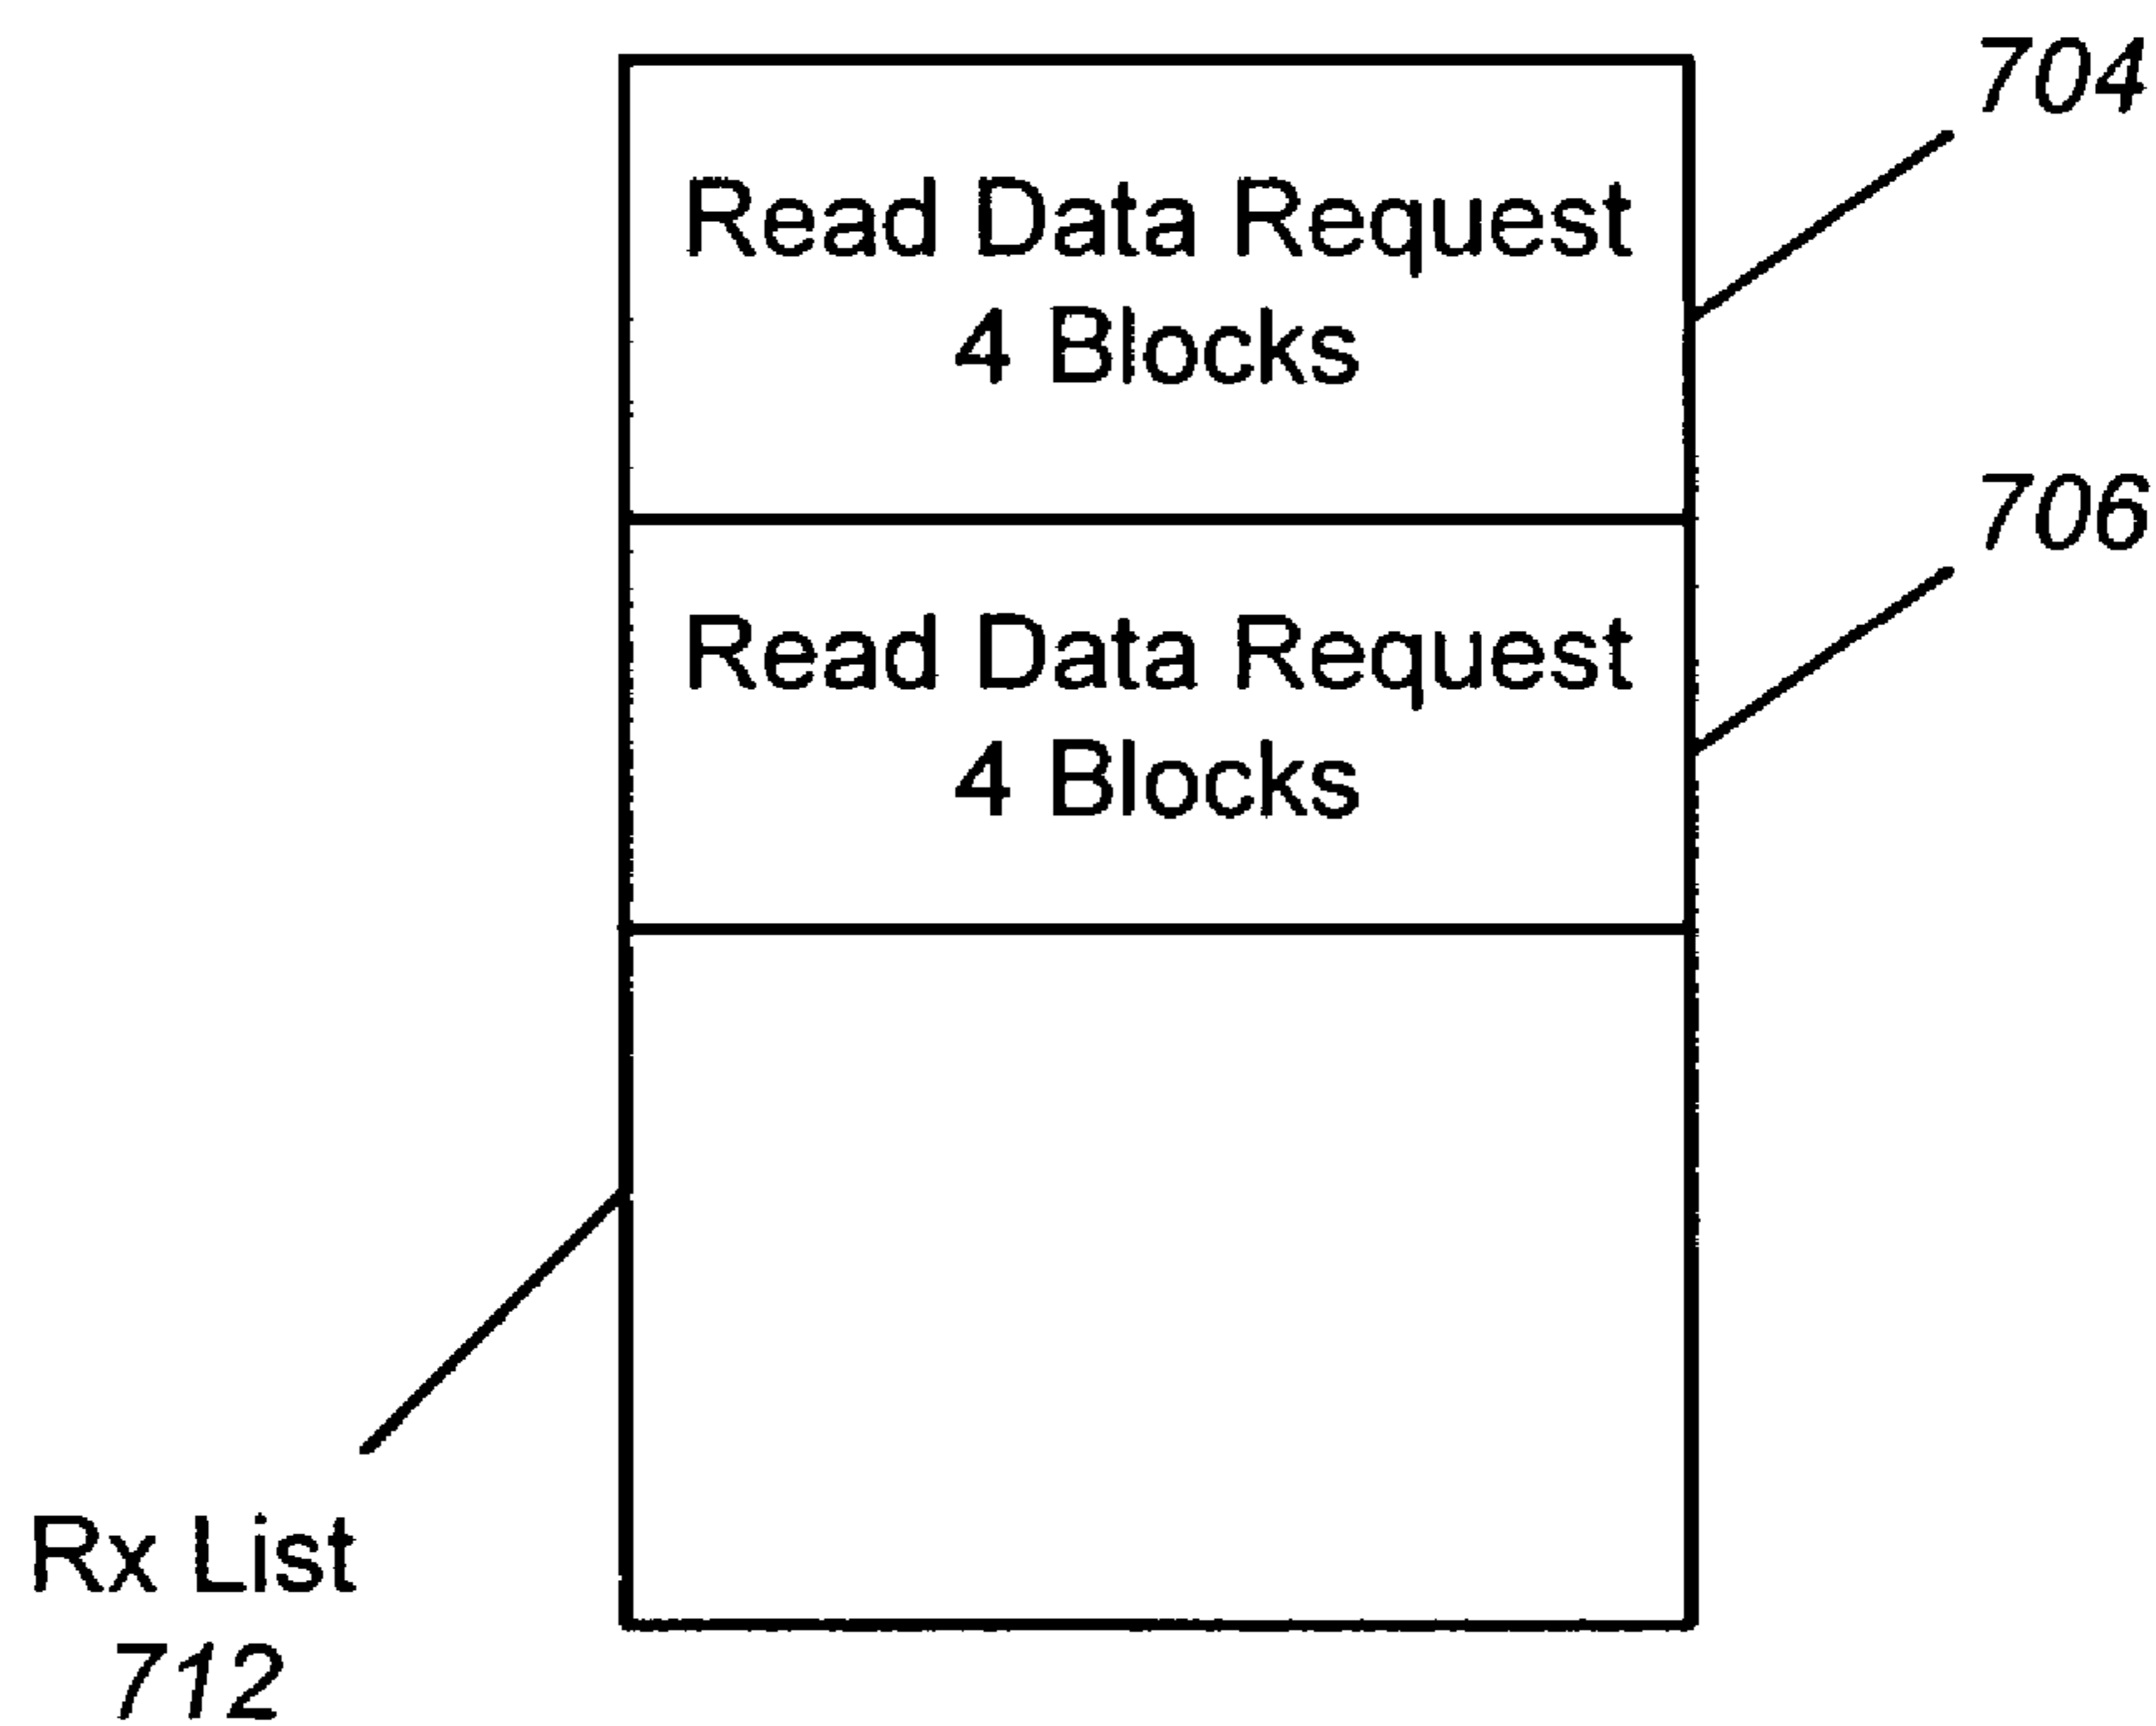 704
Read Data Request
4 Blocks
706
Read Data Request
4 Blocks
Rx List
712